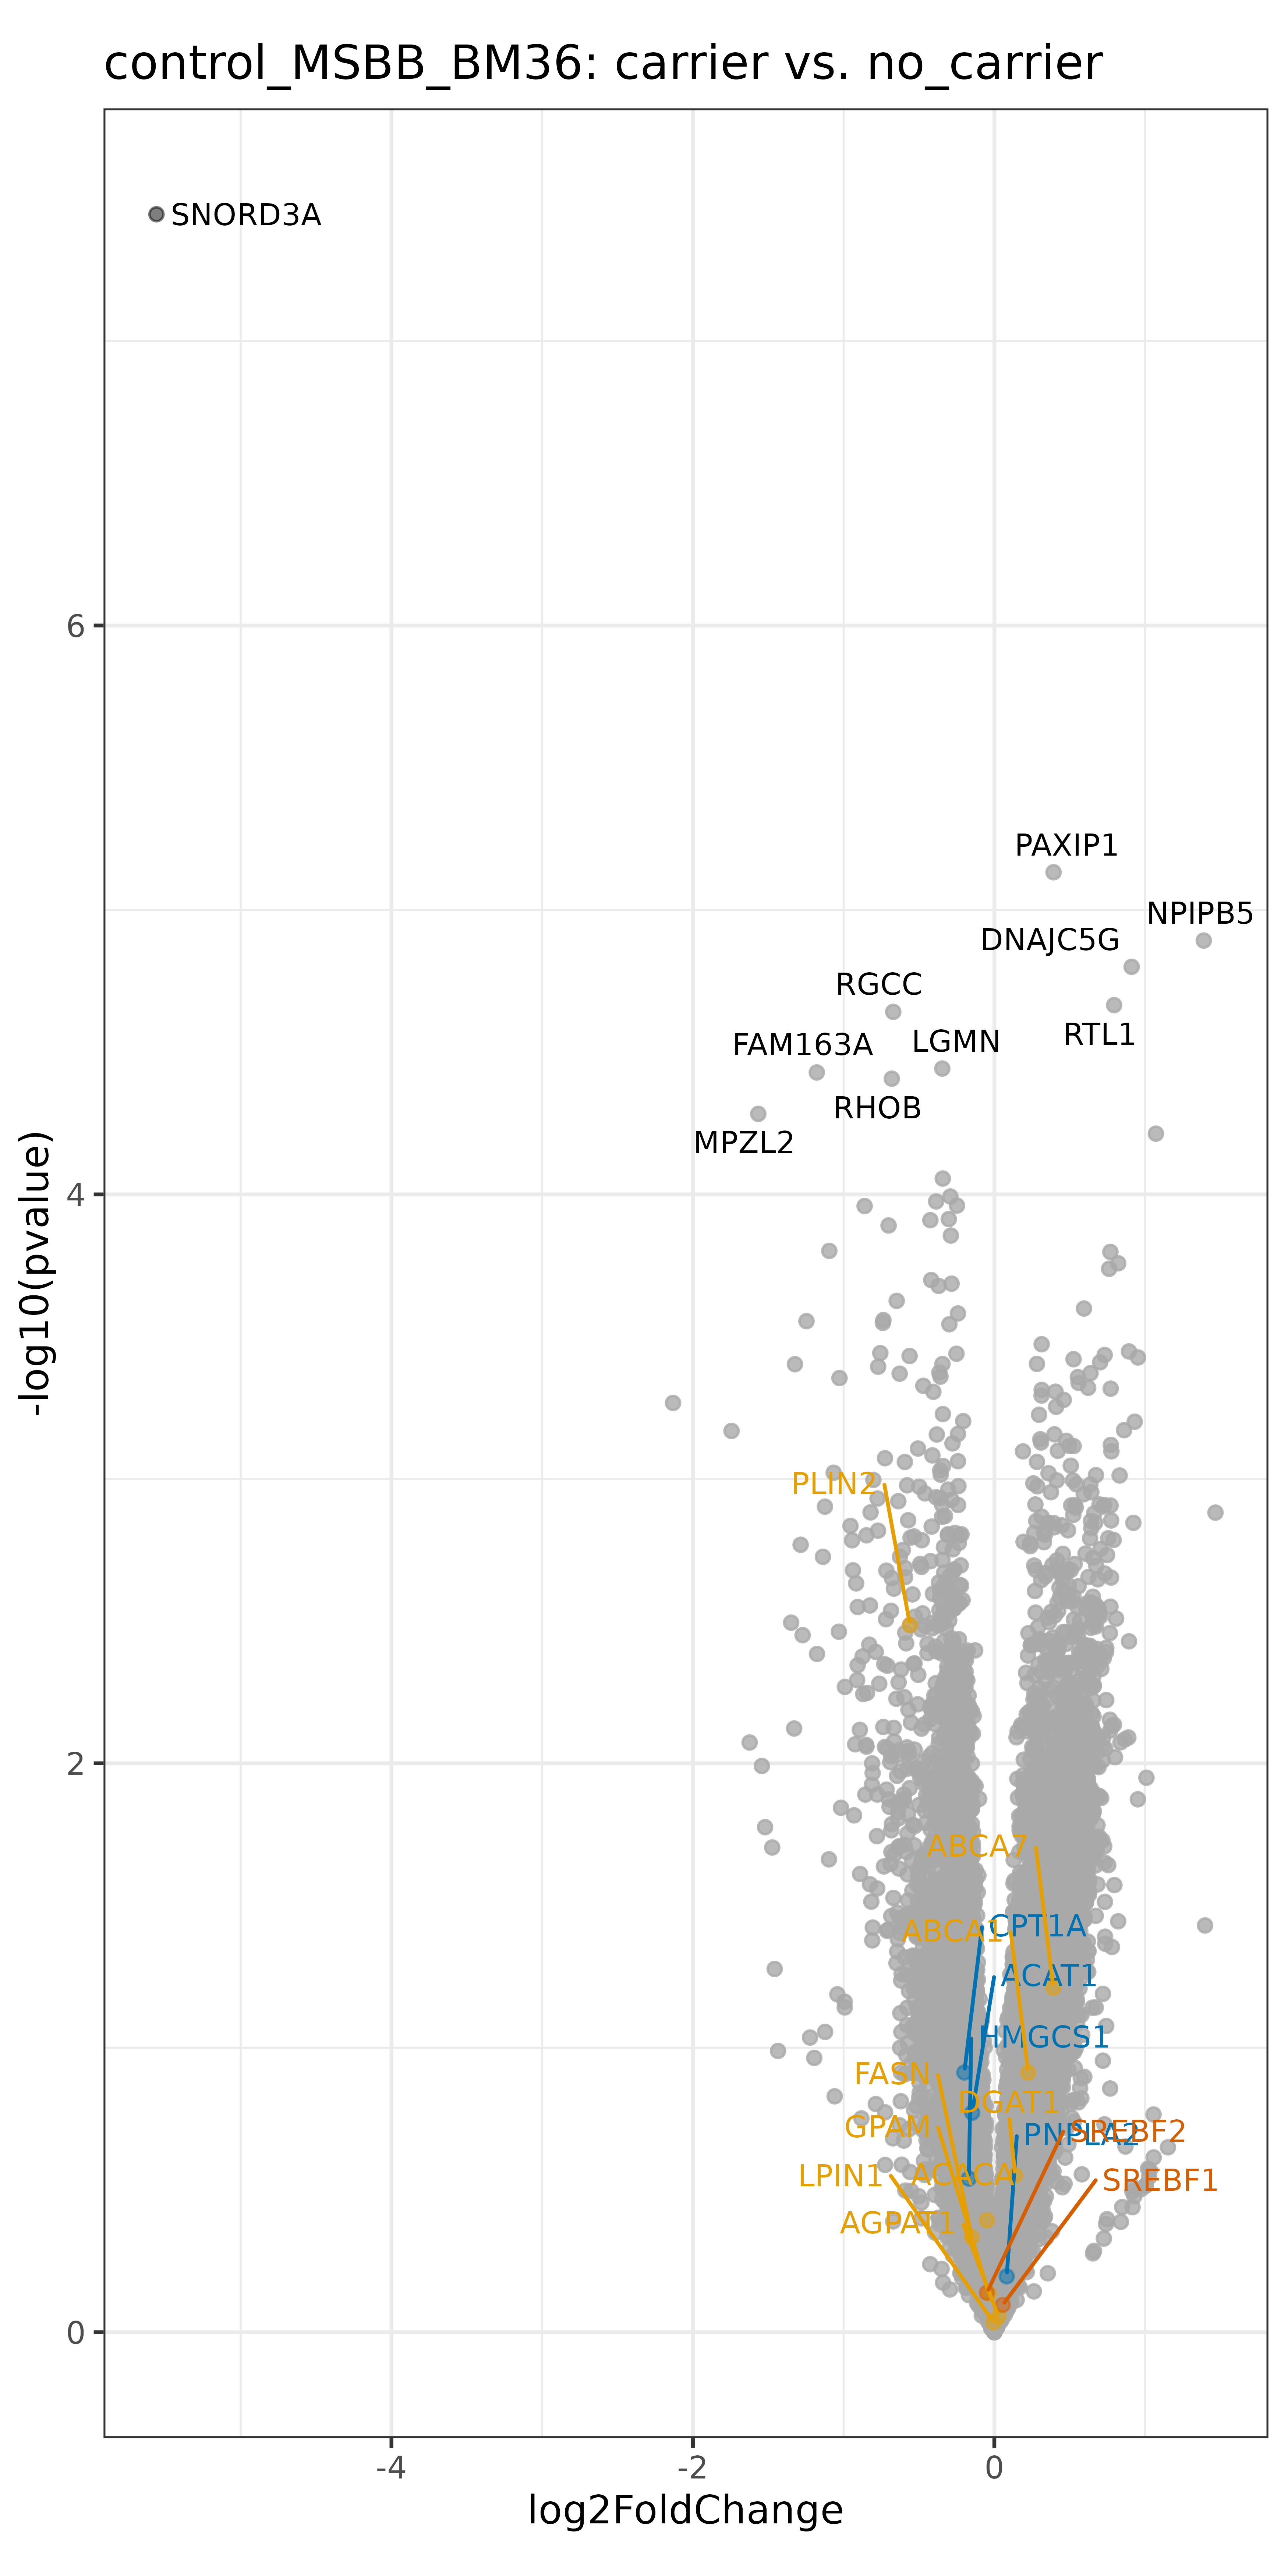 control_MSBB_BM36: carrier vs. no_carrier
SNORD3A
6
PAXIP1
NPIPB5
DNAJC5G
RGCC
RTL1
LGMN
FAM163A
RHOB
MPZL2
4
-log10(pvalue)
PLIN2
2
ABCA7
CPT1A
ABCA1
ACAT1
HMGCS1
FASN
DGAT1
GPAM
SREBF2
PNPLA2
LPIN1
ACACA
SREBF1
AGPAT1
0
-4
-2
0
log2FoldChange